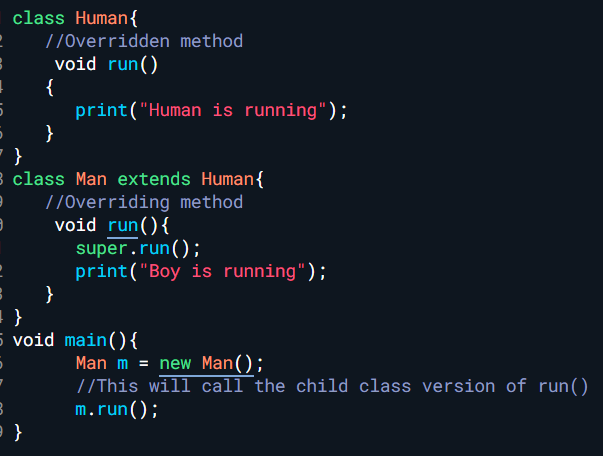 class Human{
//Overridden method
void run()
{
print("Human is running");
}
}
class Man extends Human{
//Overriding method
void run(){
super.run();
print("Boy is running");
}
}
void main(){
Man m = new Man();
//This will call the child class version of run()
m.run();
}